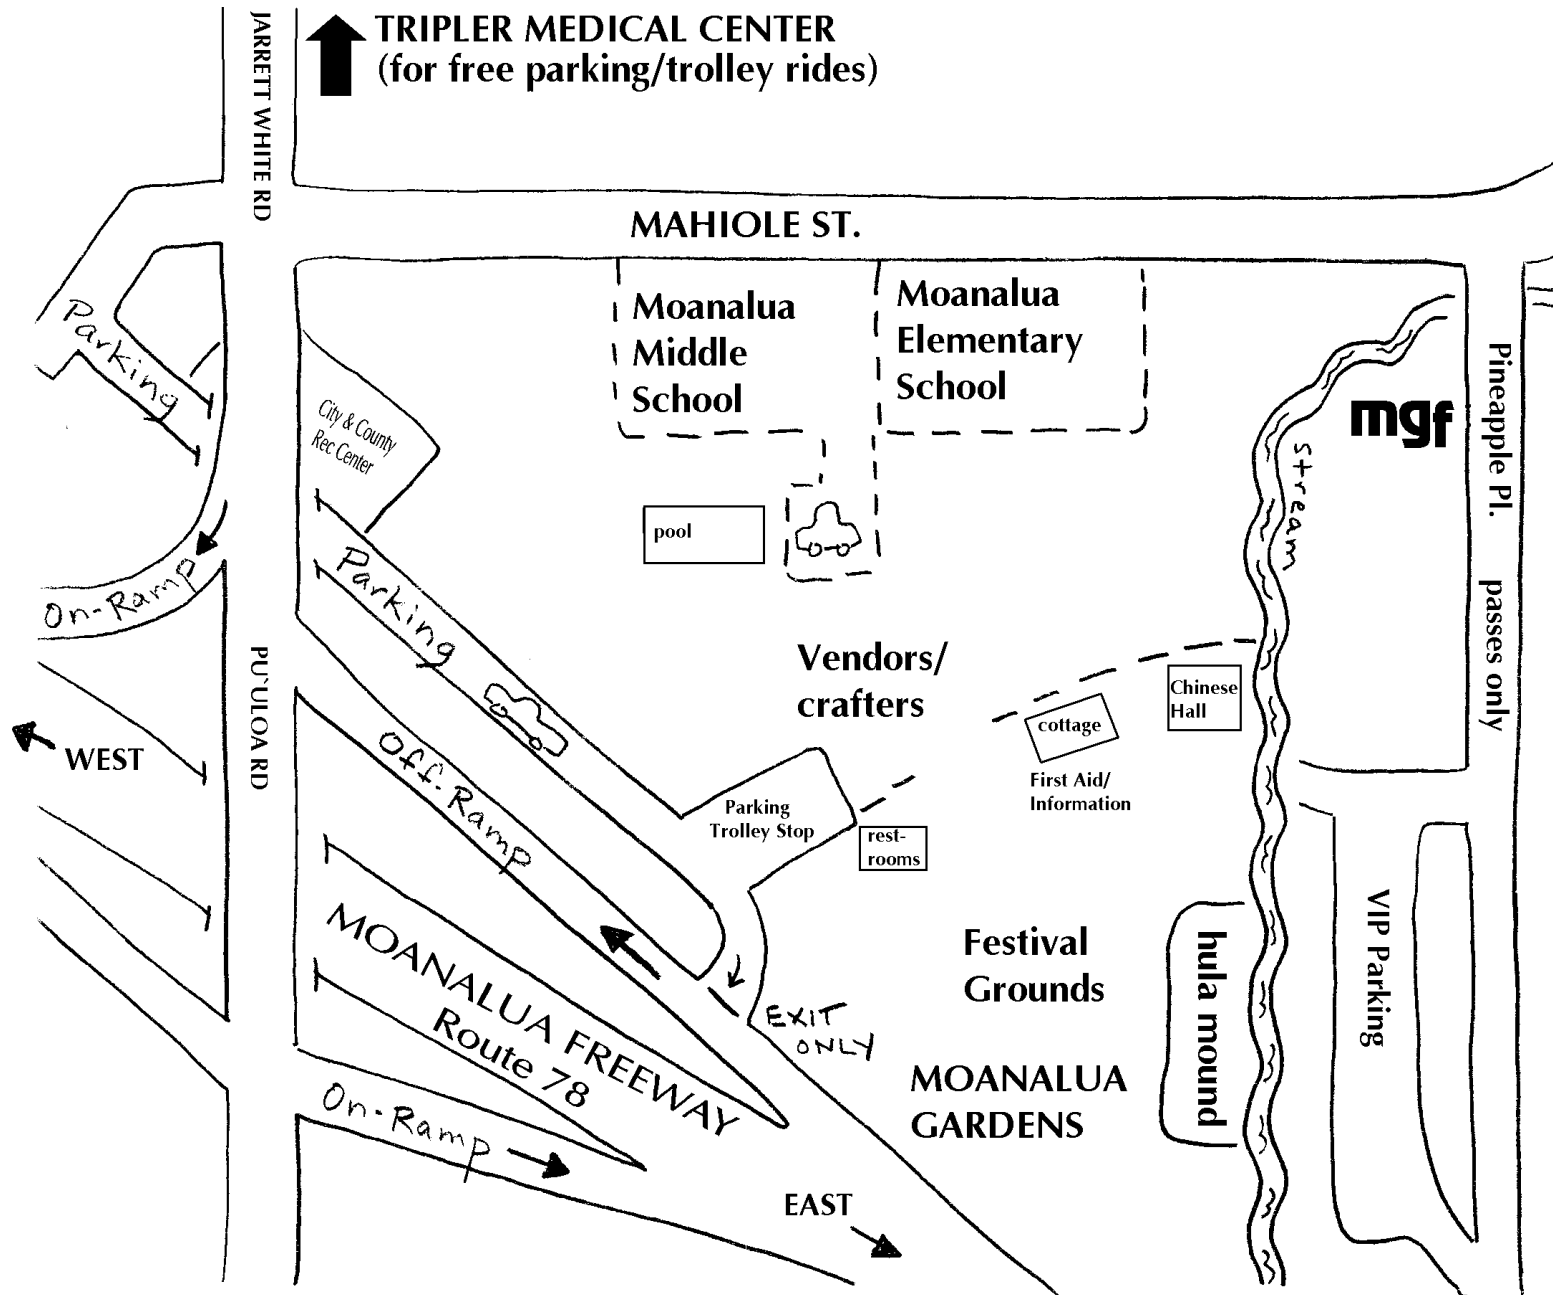 JARRETT WHITE RD
TRIPLER MEDICAL CENTER
(for free parking/trolley rides)
MAHIOLE ST.
Moanalua
Middle
School
Moanalua
Elementary
School
Parking
City & County
Rec Center
mgf
Pineapple Pl. passes only
stream
pool
On-Ramp
Parking
PU`ULOA RD
WEST
Vendors/
crafters
Chinese
Hall
cottage
First Aid/
Information
Off-Ramp
Parking
Trolley Stop
rest-
rooms
VIP Parking
hula mound
Festival
Grounds
EXIT
ONLY
MOANALUA FREEWAY
Route 78
MOANALUA
GARDENS
On-Ramp
EAST